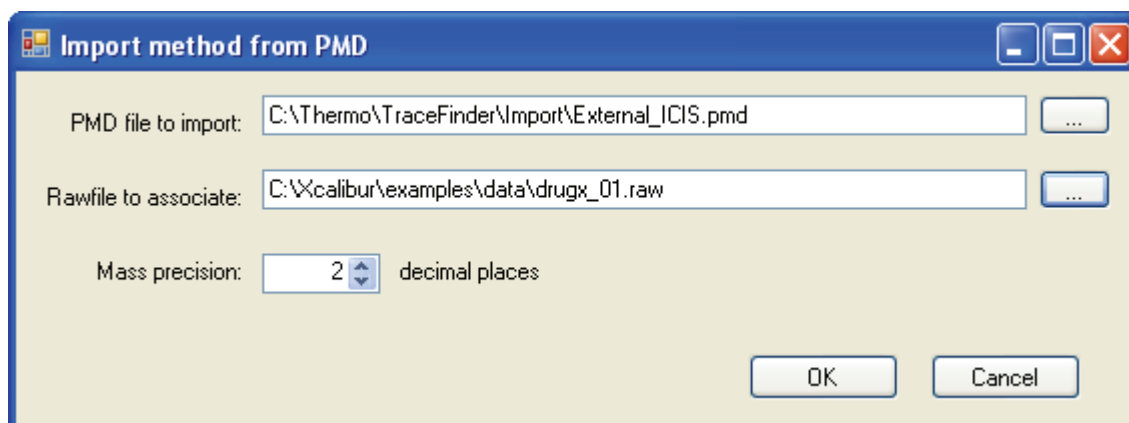 Import method from PMD
PMD file to import: C:\Thermo\TraceFinder\Import\External_ICIS.pmd ...
Rawfile to associate: C:\Xcalibur\examples\data\drugx_01.raw ...
Mass precision: 2 decimal places
OK Cancel